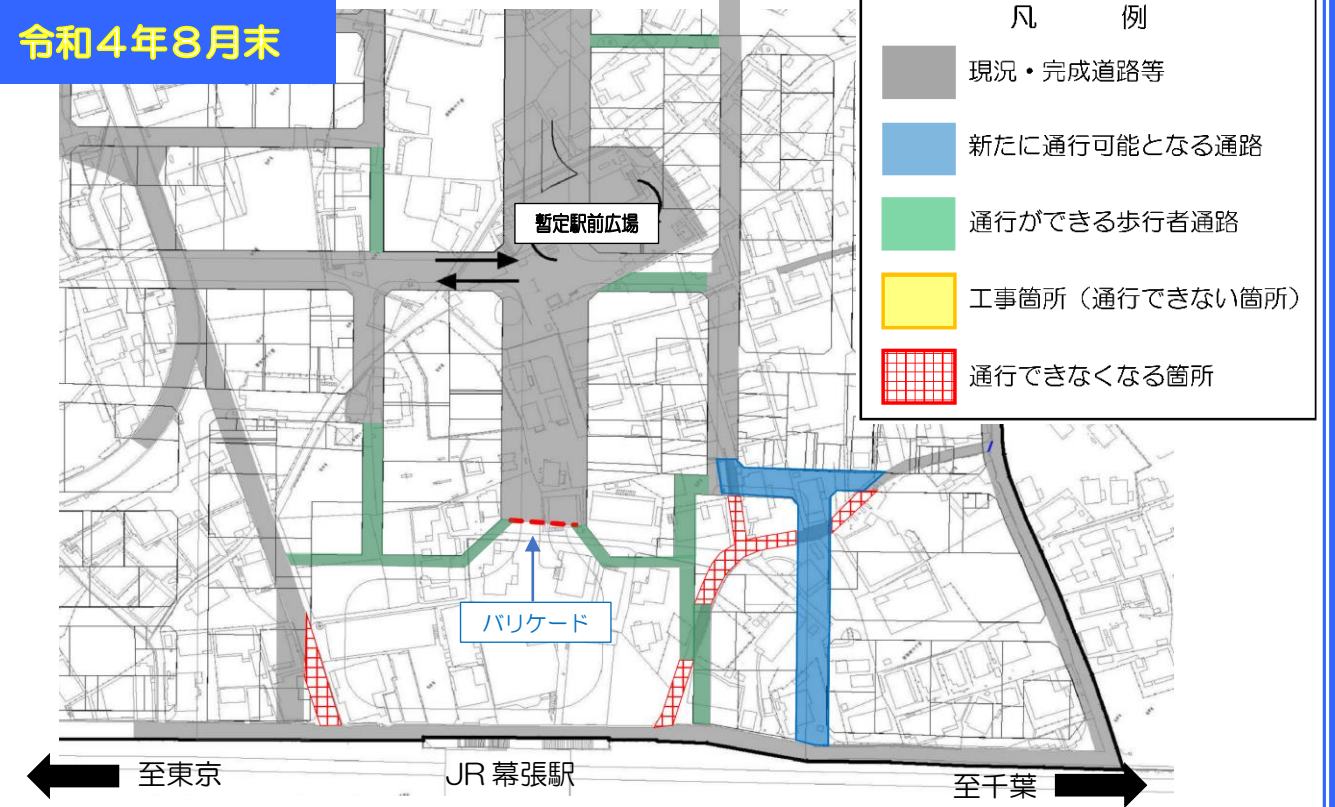 令和４年８月末
凡　例
現況・完成道路等
新たに通行可能となる通路
通行ができる歩行者通路
工事箇所（通行できない箇所）
通行できなくなる箇所
暫定駅前広場
バリケード
至東京
JR 幕張駅
至千葉